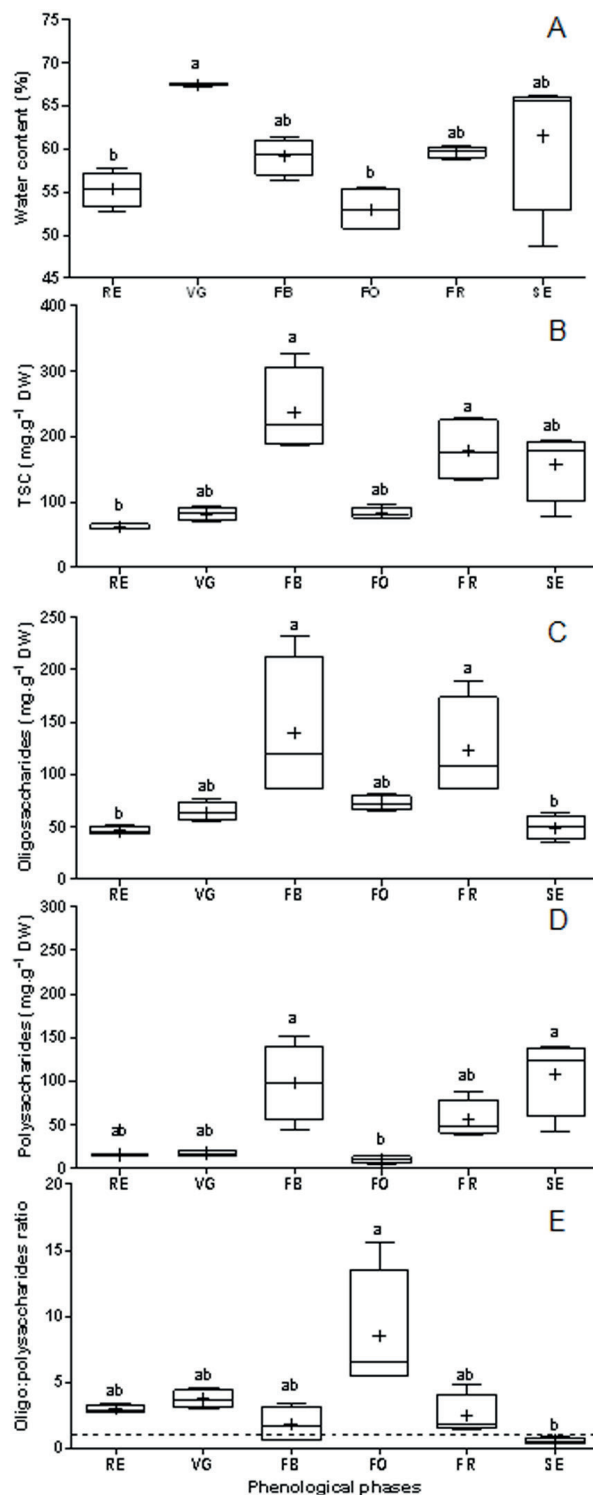 A
Water content (%)
75
70
65
60
55
50
45
b
a
ab
b
ab
ab
RE VG FB FO FR SE
B
TSC (mg.g⁻¹ DW)
400
300
200
100
0
b
ab
a
ab
a
ab
RE VG FB FO FR SE
C
Oligosaccharides (mg.g⁻¹ DW)
250
200
150
100
50
0
b
ab
a
ab
a
b
RE VG FB FO FR SE
D
Polysaccharides (mg.g⁻¹ DW)
300
250
200
150
100
50
0
ab
ab
a
b
ab
a
RE VG FB FO FR SE
E
Oligo:polysaccharides ratio
20
15
10
5
0
ab
ab
ab
a
ab
b
RE VG FB FO FR SE
Phenological phases